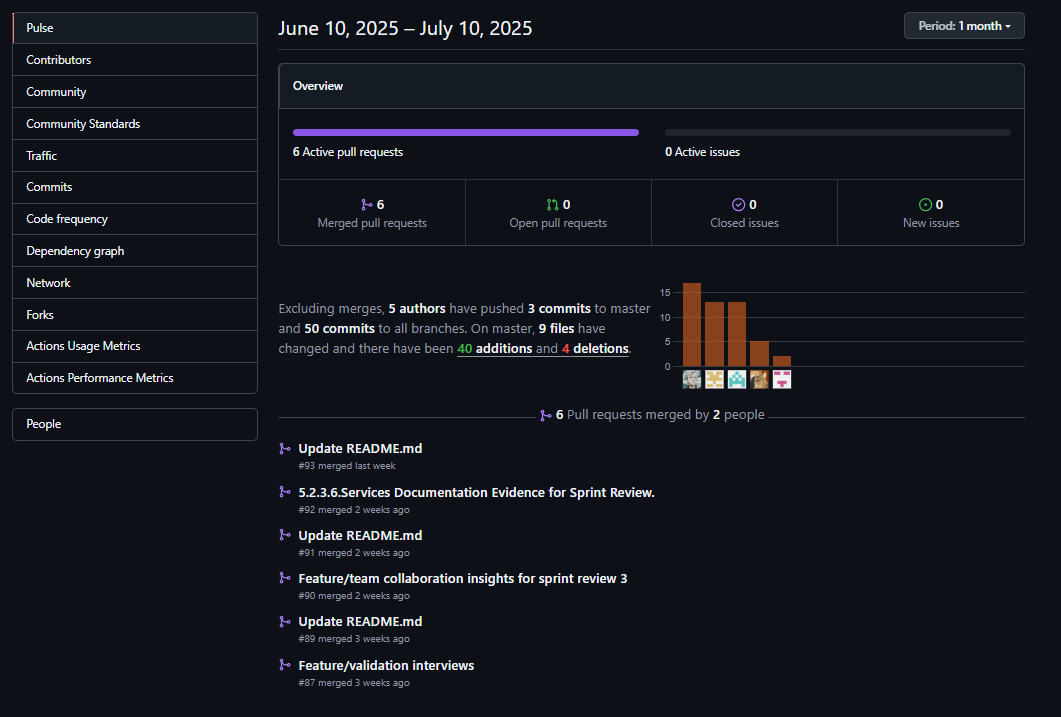 Pulse
Contributors
Community
Community Standards
Traffic
Commits
Code frequency
Dependency graph
Network
Forks
Actions Usage Metrics
Actions Performance Metrics
People
June 10, 2025 – July 10, 2025
Period: 1 month
Overview
6 Active pull requests
0 Active issues
6
Merged pull requests
0
Open pull requests
0
Closed issues
0
New issues
Excluding merges, 5 authors have pushed 3 commits to master
and 50 commits to all branches. On master, 9 files have
changed and there have been 40 additions and 4 deletions.
15
10
5
0
6 Pull requests merged by 2 people
Update README.md
#93 merged last week
5.2.3.6.Services Documentation Evidence for Sprint Review.
#92 merged 2 weeks ago
Update README.md
#91 merged 2 weeks ago
Feature/team collaboration insights for sprint review 3
#90 merged 2 weeks ago
Update README.md
#89 merged 3 weeks ago
Feature/validation interviews
#87 merged 3 weeks ago